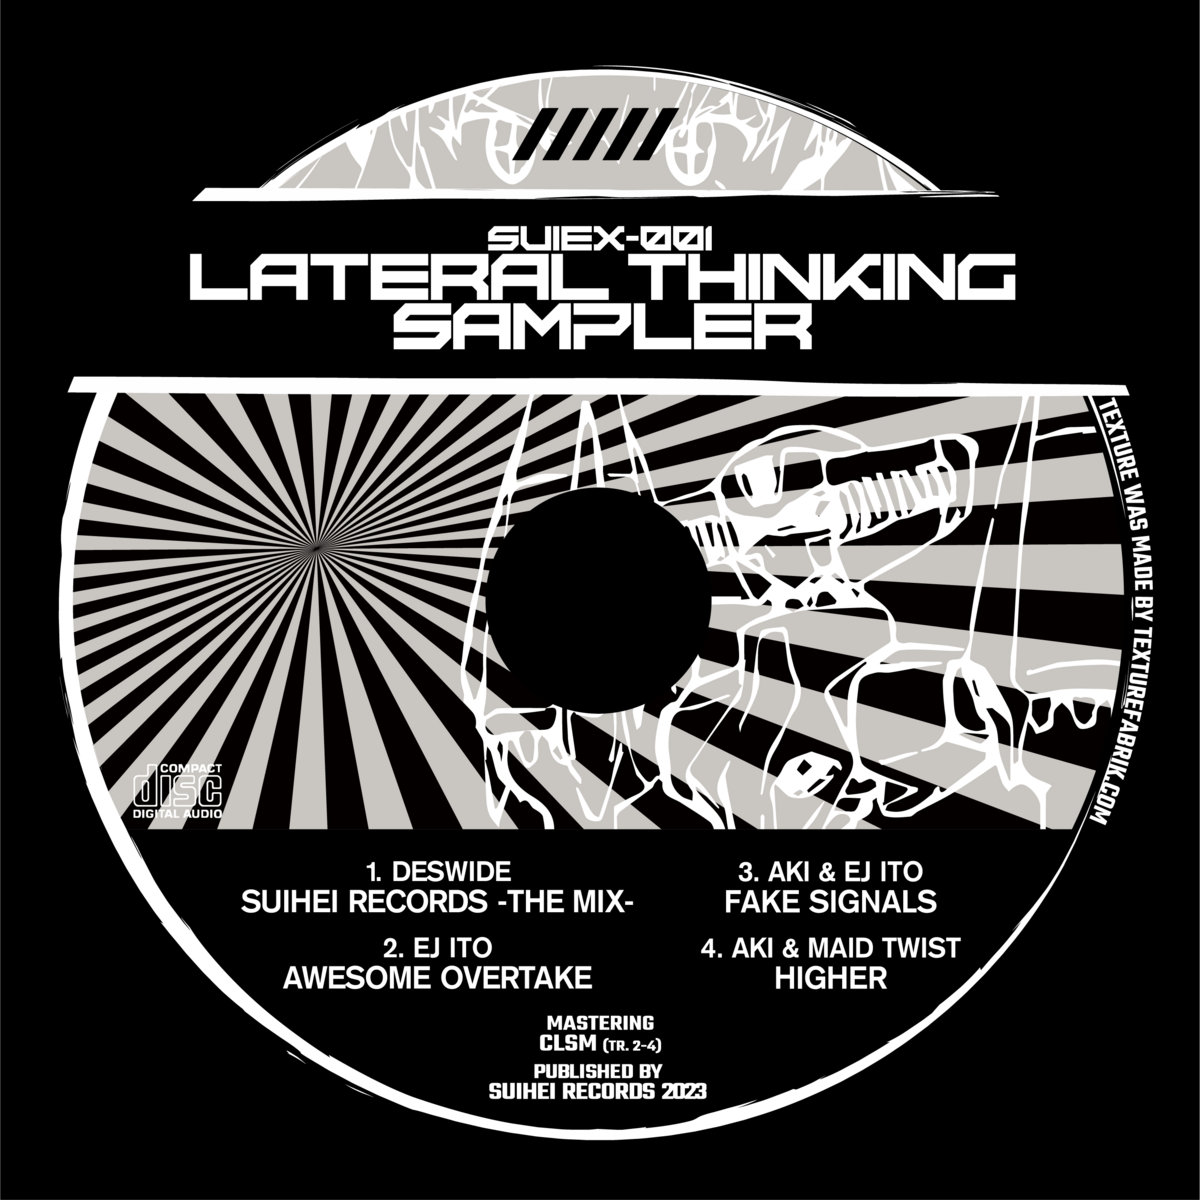 SUIEX-001
LATERAL THINKING
SAMPLER
TEXTURE WAS MADE BY TEXTUREFABRIK.COM
COMPACT
disc
DIGITAL AUDIO
1. DESWIDE
SUIHEI RECORDS -THE MIX-
2. EJ ITO
AWESOME OVERTAKE
3. AKI & EJ ITO
FAKE SIGNALS
4. AKI & MAID TWIST
HIGHER
MASTERING
CLSM (TR. 2-4)
PUBLISHED BY
SUIHEI RECORDS 2023